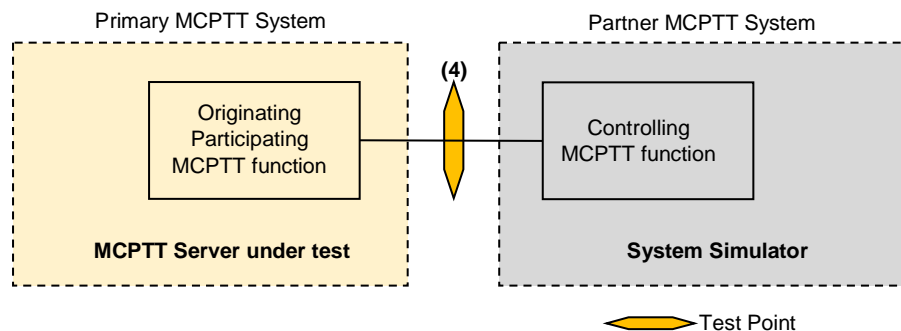 Primary MCPTT System
Partner MCPTT System
(4)
Originating
Participating
MCPTT function
Controlling
MCPTT function
MCPTT Server under test
System Simulator
Test Point